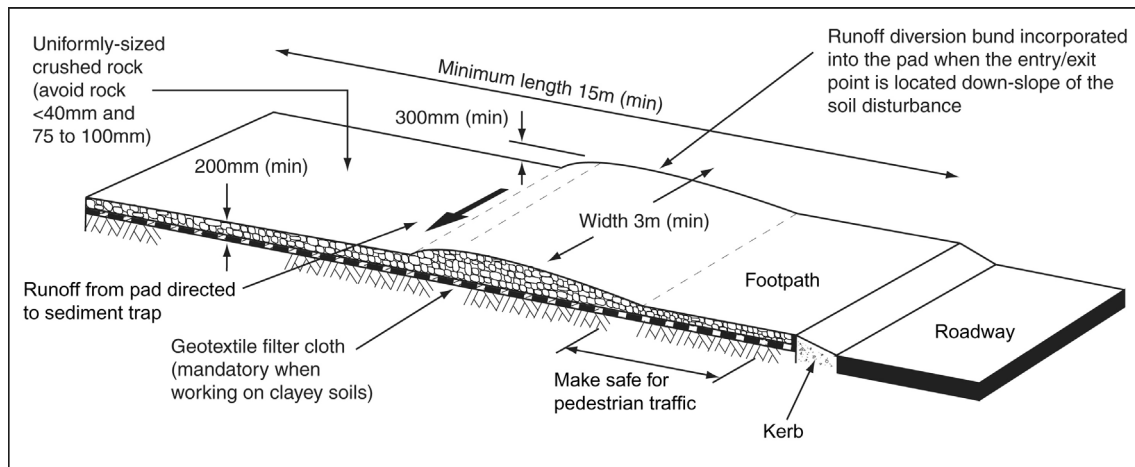 Uniformly-sized
crushed rock
(avoid rock
<40mm and
75 to 100mm)
Minimum length 15m (min)
Runoff diversion bund incorporated
into the pad when the entry/exit
point is located down-slope of the
soil disturbance
300mm (min)
200mm (min)
Width 3m (min)
Runoff from pad directed
to sediment trap
Footpath
Roadway
Geotextile filter cloth
(mandatory when
working on clayey soils)
Make safe for
pedestrian traffic
Kerb